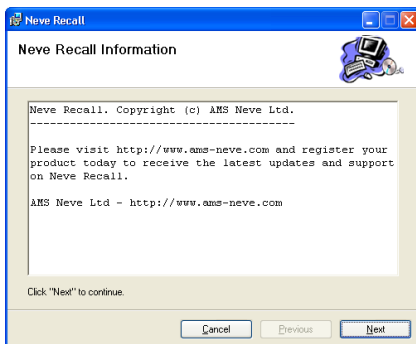 Neve Recall
Neve Recall Information
Neve Recall. Copyright (c) AMS Neve Ltd.
----------------------------------------
Please visit http://www.ams-neve.com and register your
product today to receive the latest updates and support
on Neve Recall.
AMS Neve Ltd - http://www.ams-neve.com
Click "Next" to continue.
Cancel
Previous
Next